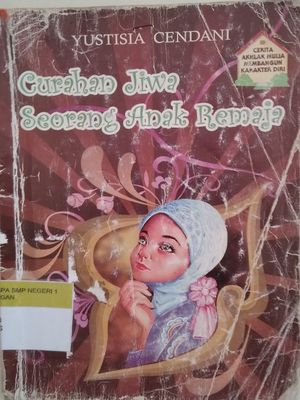 YUSTISIA CENDANI
CERITA
AKHLAK MULIA
MEMBANGUN
KARAKTER DIRI
Curahan Jiwa
Seorang Anak Remaja
PA SMP NEGERI 1
GAN